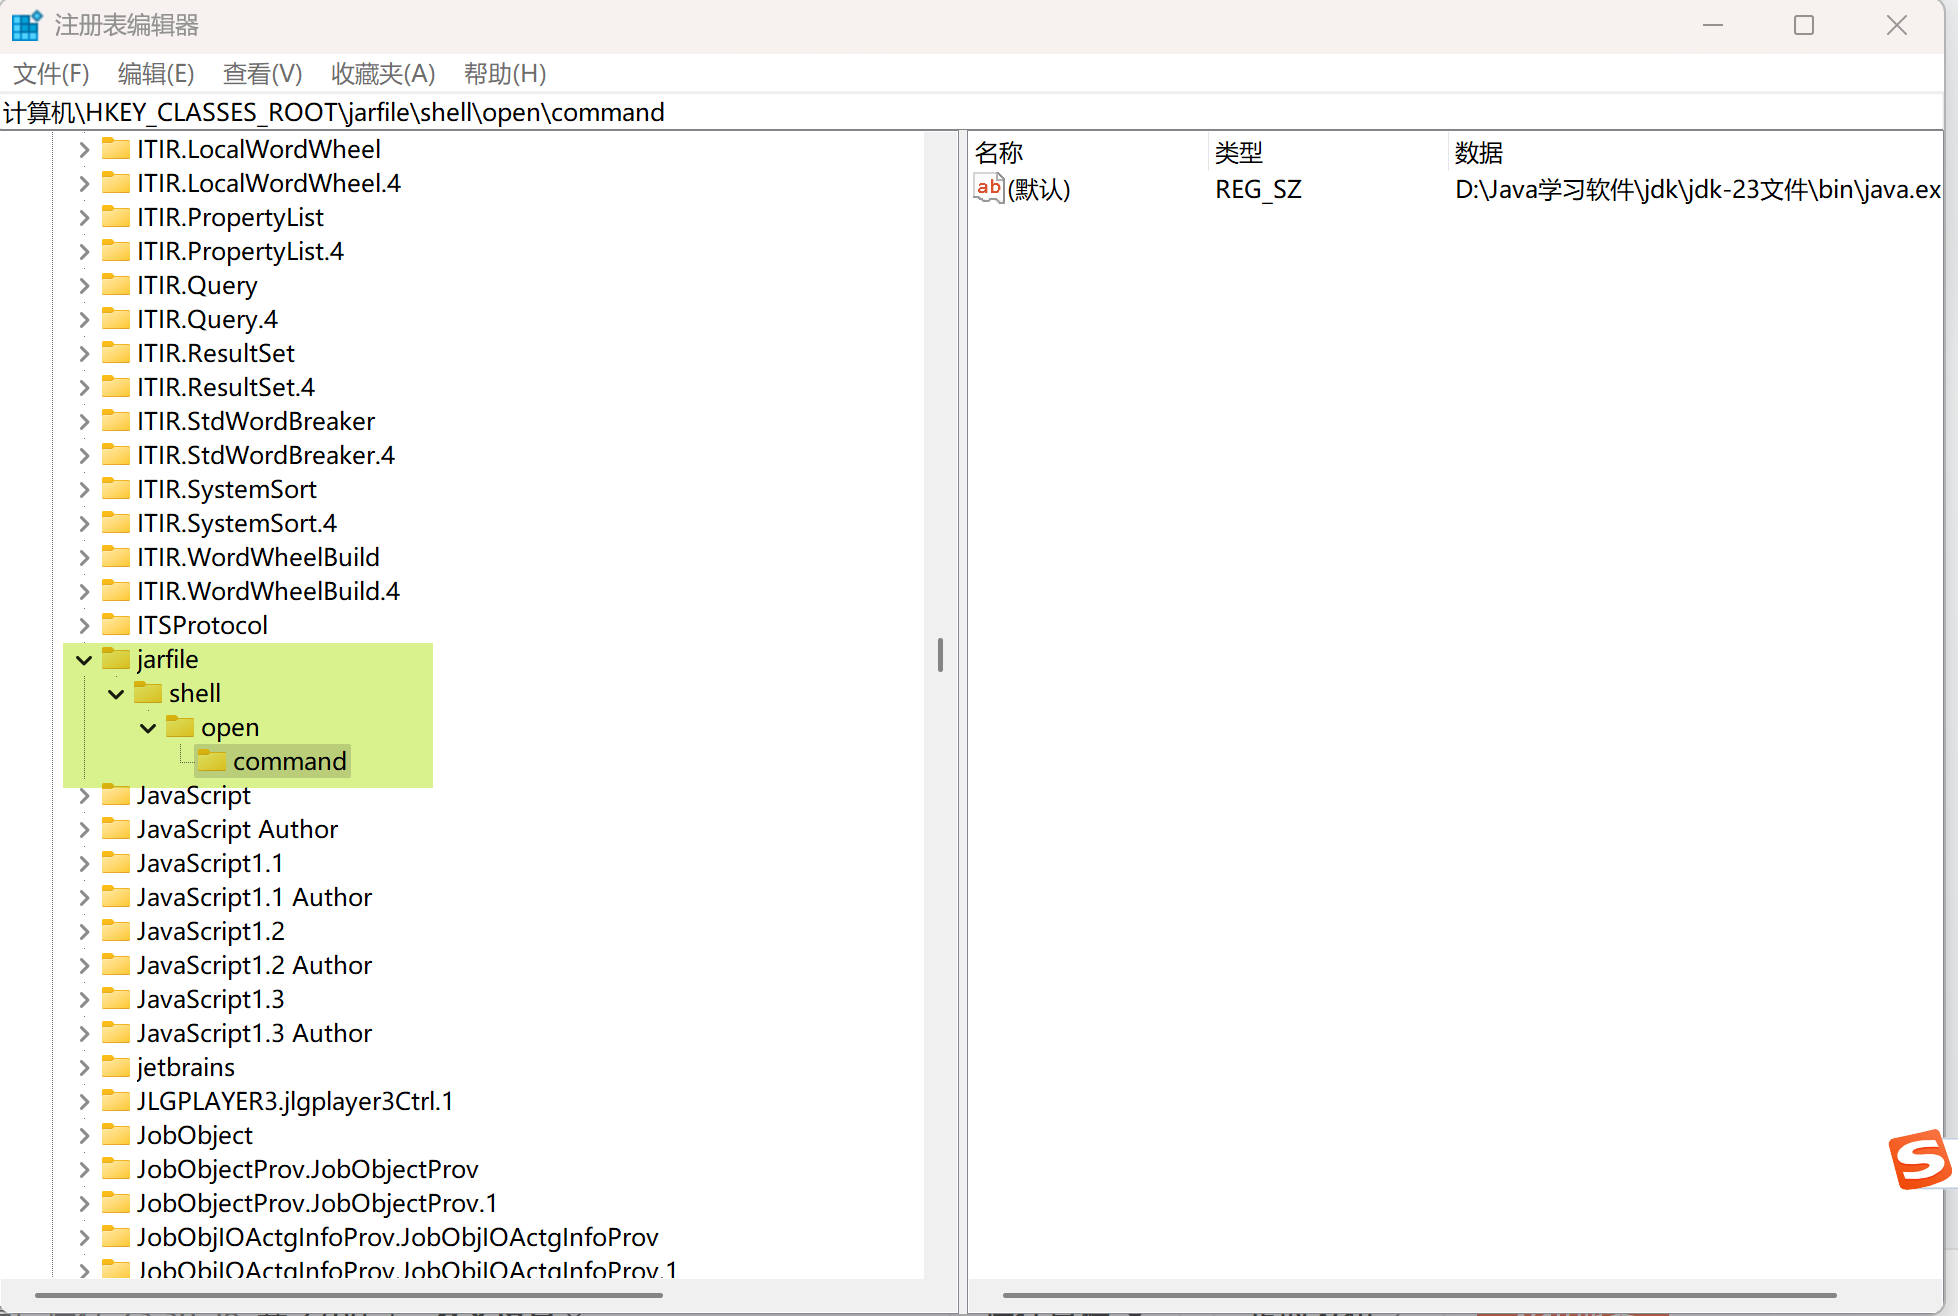 注册表编辑器
文件(F) 编辑(E) 查看(V) 收藏夹(A) 帮助(H)
计算机\HKEY_CLASSES_ROOT\jarfile\shell\open\command
ITIR.LocalWordWheel
ITIR.LocalWordWheel.4
ITIR.PropertyList
ITIR.PropertyList.4
ITIR.Query
ITIR.Query.4
ITIR.ResultSet
ITIR.ResultSet.4
ITIR.StdWordBreaker
ITIR.StdWordBreaker.4
ITIR.SystemSort
ITIR.SystemSort.4
ITIR.WordWheelBuild
ITIR.WordWheelBuild.4
ITSProtocol
jarfile
shell
open
command
JavaScript
JavaScript Author
JavaScript1.1
JavaScript1.1 Author
JavaScript1.2
JavaScript1.2 Author
JavaScript1.3
JavaScript1.3 Author
jetbrains
JLGPLAYER3.jlgplayer3Ctrl.1
JobObject
JobObjectProv.JobObjectProv
JobObjectProv.JobObjectProv.1
JobObjIOActgInfoProv.JobObjIOActgInfoProv
JobObjIOActgInfoProv.JobObjIOActgInfoProv.1
名称 类型 数据
ab (默认) REG_SZ D:\Java学习软件\jdk\jdk-23文件\bin\java.ex
S